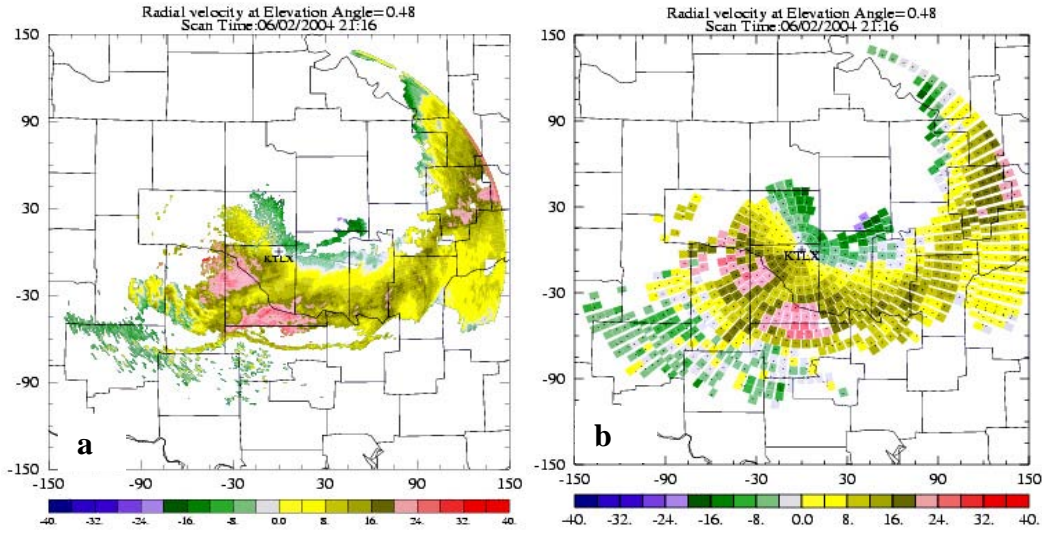 Radial velocity at Elevation Angle= 0.48
Scan Time:06/02/2004 21:16
150
90
30
-30
-90
-150
KTLX
a
-150 -90 -30 30 90 150
-40. -32. -24. -16. -8. 0.0 8. 16. 24. 32. 40.
Radial velocity at Elevation Angle= 0.48
Scan Time:06/02/2004 21:16
150
90
30
-30
-90
-150
KTLX
b
-150 -90 -30 30 90 150
-40. -32. -24. -16. -8. 0.0 8. 16. 24. 32. 40.